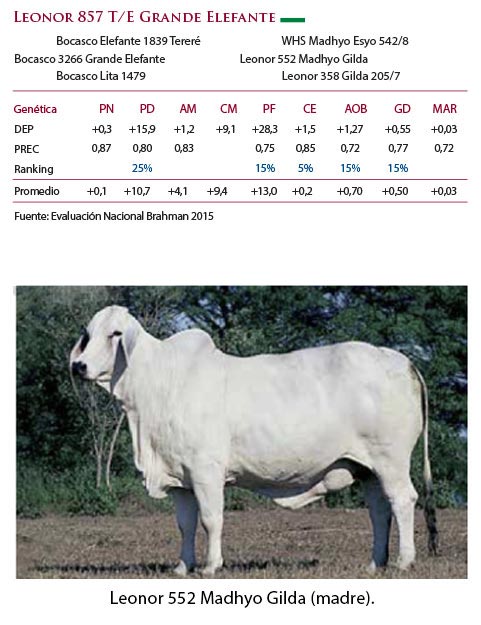 Leonor 857 T/E Grande Elefante
Bocasco Elefante 1839 Tereré WHS Madhyo Esyo 542/8
Bocasco 3266 Grande Elefante Leonor 552 Madhyo Gilda
Bocasco Lita 1479 Leonor 358 Gilda 205/7
Genética PN PD AM CM PF CE AOB GD MAR
DEP +0,3 +15,9 +1,2 +9,1 +28,3 +1,5 +1,27 +0,55 +0,03
PREC 0,87 0,80 0,83 0,75 0,85 0,72 0,77 0,72
Ranking 25% 15% 5% 15% 15%
Promedio +0,1 +10,7 +4,1 +9,4 +13,0 +0,2 +0,70 +0,50 +0,03
Fuente: Evaluación Nacional Brahman 2015
Leonor 552 Madhyo Gilda (madre).